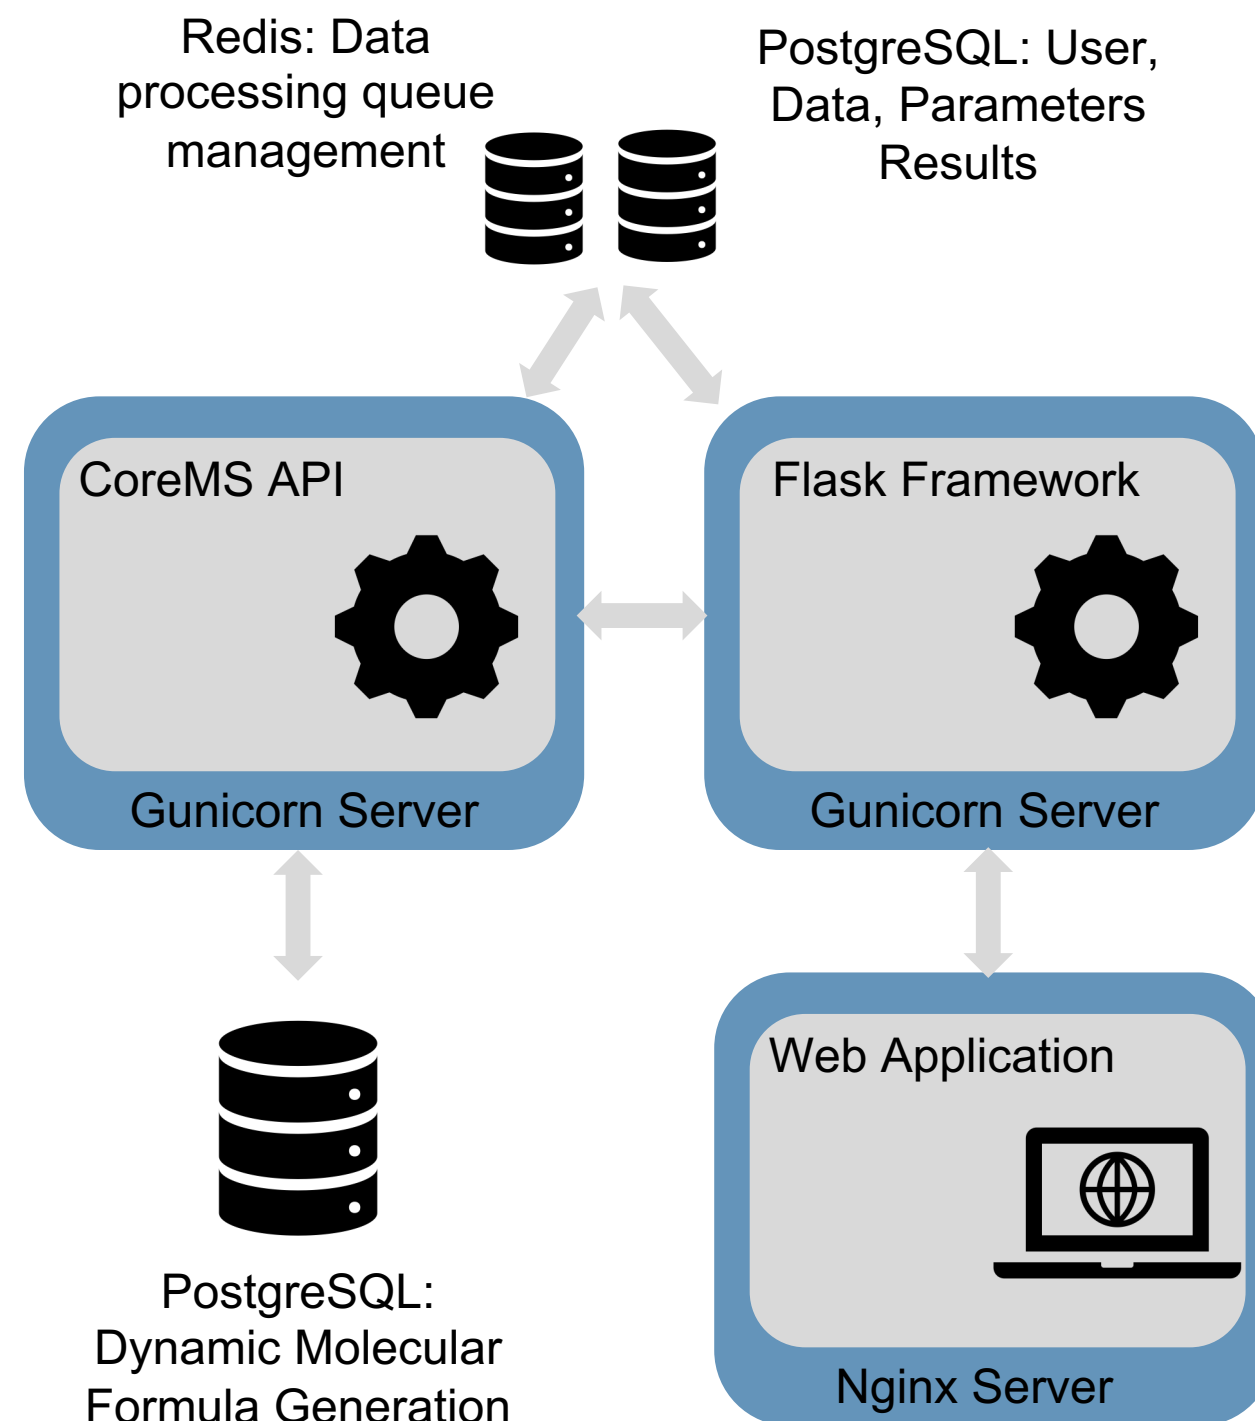 Redis: Data
processing queue
management
PostgreSQL: User,
Data, Parameters
Results
CoreMS API
Gunicorn Server
Flask Framework
Gunicorn Server
PostgreSQL:
Dynamic Molecular
Formula Generation
Web Application
Nginx Server